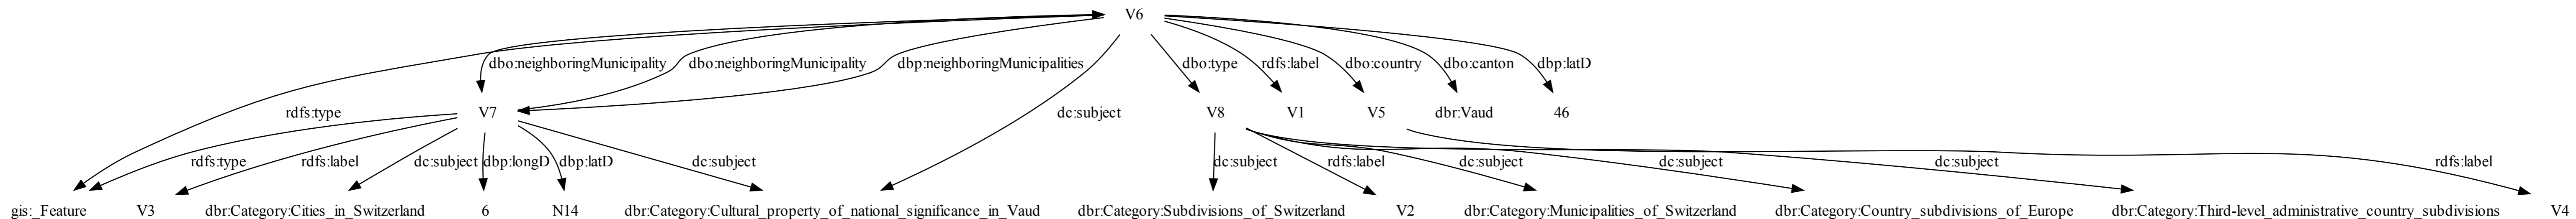 V6
dbo:neighboringMunicipality
dbo:neighboringMunicipality
dbp:neighboringMunicipalities
dbo:type
rdfs:label
dbo:country
dbo:canton
dbp:latD
rdfs:type
V7
dc:subject
V8
V1
V5
dbr:Vaud
46
rdfs:type
rdfs:label
dc:subject
dbp:longD
dbp:latD
dc:subject
dc:subject
rdfs:label
dc:subject
dc:subject
dc:subject
rdfs:label
gis:_Feature
V3
dbr:Category:Cities_in_Switzerland
6
N14
dbr:Category:Cultural_property_of_national_significance_in_Vaud
dbr:Category:Subdivisions_of_Switzerland
V2
dbr:Category:Municipalities_of_Switzerland
dbr:Category:Country_subdivisions_of_Europe
dbr:Category:Third-level_administrative_country_subdivisions
V4